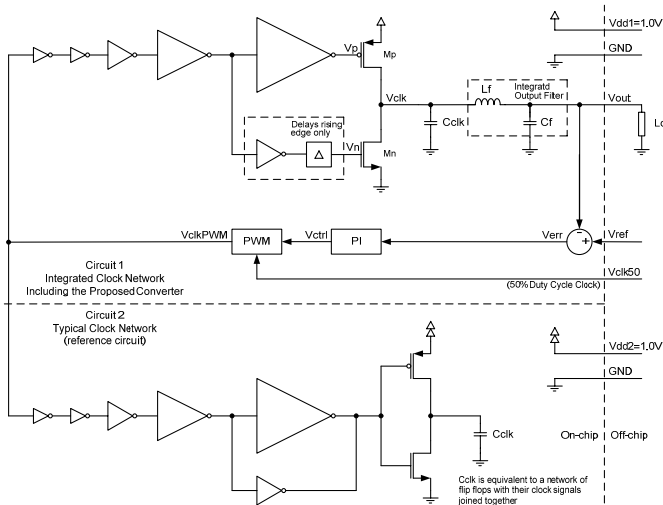 Vdd1=1.0V
GND
Vp
Mp
Vclk
Lf
Integratd
Output Filter
Vout
Cclk
Cf
Delays rising
edge only
Δ
Vn
Mn
VclkPWM
PWM
Vctrl
PI
Verr
-
+
Vref
Vclk50
(50% Duty Cycle Clock)
Circuit 1
Integrated Clock Network
Including the Proposed Converter
Circuit 2
Typical Clock Network
(reference circuit)
Vdd2=1.0V
GND
Cclk
On-chip
Off-chip
Cclk is equivalent to a network of
flip flops with their clock signals
joined together